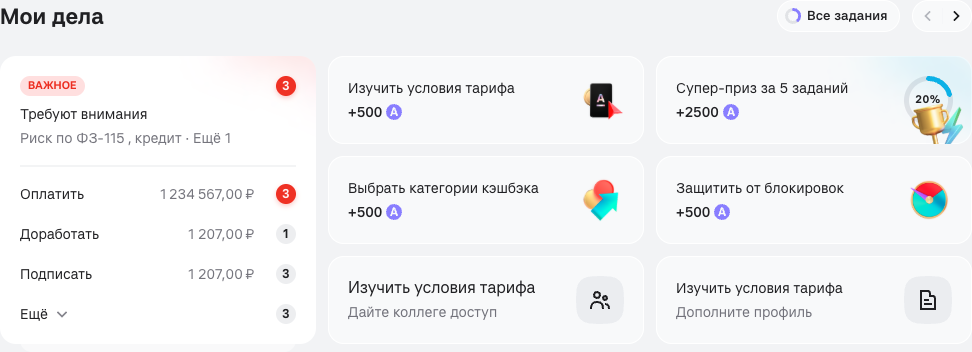 Мои дела
Все задания
ВАЖНОЕ
3
Требуют внимания
Риск по ФЗ-115 , кредит · Ещё 1
Оплатить 1 234 567,00 ₽ 3
Доработать 1 207,00 ₽ 1
Подписать 1 207,00 ₽ 3
Ещё 3
Изучить условия тарифа
+500 А
A
Супер-приз за 5 заданий
+2500 А
20%
Выбрать категории кэшбэка
+500 А
Защитить от блокировок
+500 А
Изучить условия тарифа
Дайте коллеге доступ
Изучить условия тарифа
Дополните профиль